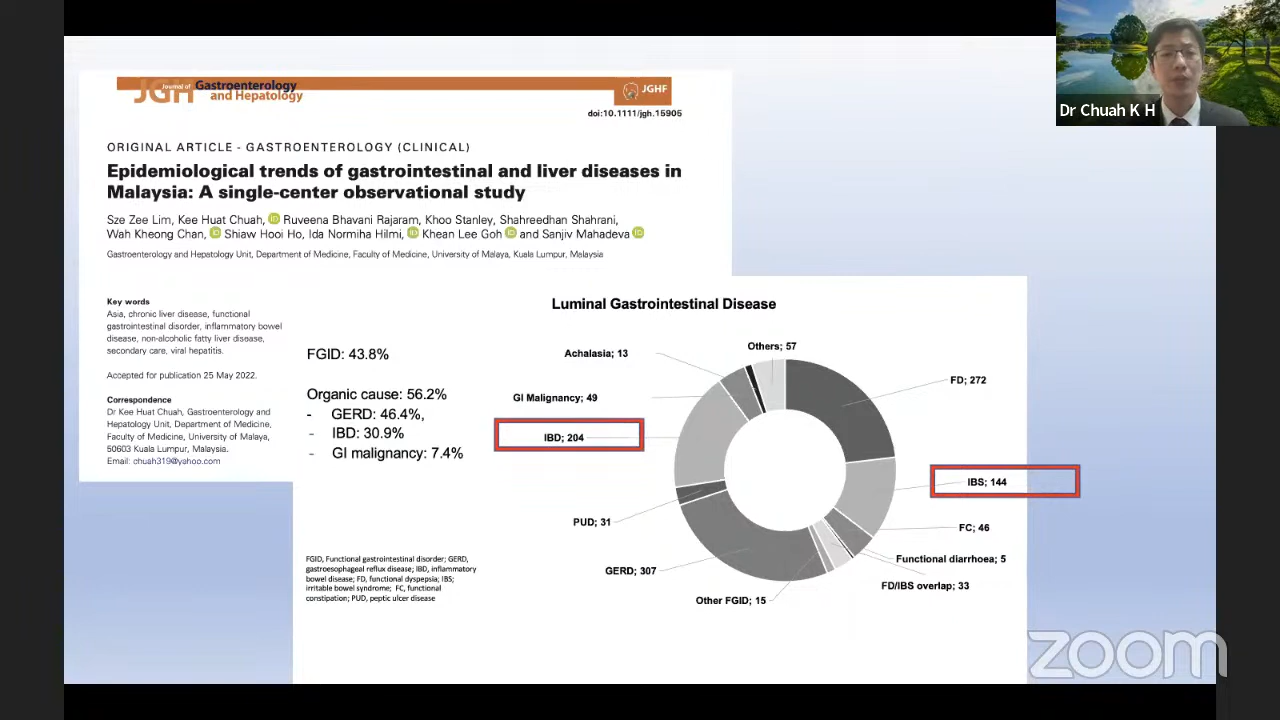 JGH Journal of Gastroenterology
and Hepatology
JGHF
doi:10.1111/jgh.15905
ORIGINAL ARTICLE - GASTROENTEROLOGY (CLINICAL)
Epidemiological trends of gastrointestinal and liver diseases in
Malaysia: A single-center observational study
Sze Zee Lim, Kee Huat Chuah, iD Ruveena Bhavani Rajaram, Khoo Stanley, Shahreedhan Shahrani,
Wah Kheong Chan, iD Shiaw Hooi Ho, Ida Normiha Hilmi, iD Khean Lee Goh iD and Sanjiv Mahadeva iD
Gastroenterology and Hepatology Unit, Department of Medicine, Faculty of Medicine, University of Malaya, Kuala Lumpur, Malaysia
Key words
Asia, chronic liver disease, functional
gastrointestinal disorder, inflammatory bowel
disease, non-alcoholic fatty liver disease,
secondary care, viral hepatitis.
Accepted for publication 25 May 2022.
Correspondence
Dr Kee Huat Chuah, Gastroenterology and
Hepatology Unit, Department of Medicine,
Faculty of Medicine, University of Malaya,
50603 Kuala Lumpur, Malaysia.
Email: chuah319@yahoo.com
FGID: 43.8%
Organic cause: 56.2%
- GERD: 46.4%,
- IBD: 30.9%
- GI malignancy: 7.4%
FGID, Functional gastrointestinal disorder; GERD,
gastroesophageal reflux disease; IBD, inflammatory
bowel disease; FD, functional dyspepsia; IBS;
irritable bowel syndrome; FC, functional
constipation; PUD, peptic ulcer disease
Luminal Gastrointestinal Disease
Others; 57
Achalasia; 13
FD; 272
GI Malignancy; 49
IBD; 204
IBS; 144
PUD; 31
FC; 46
Functional diarrhoea; 5
GERD; 307
FD/IBS overlap; 33
Other FGID; 15
Dr Chuah K H
zoom